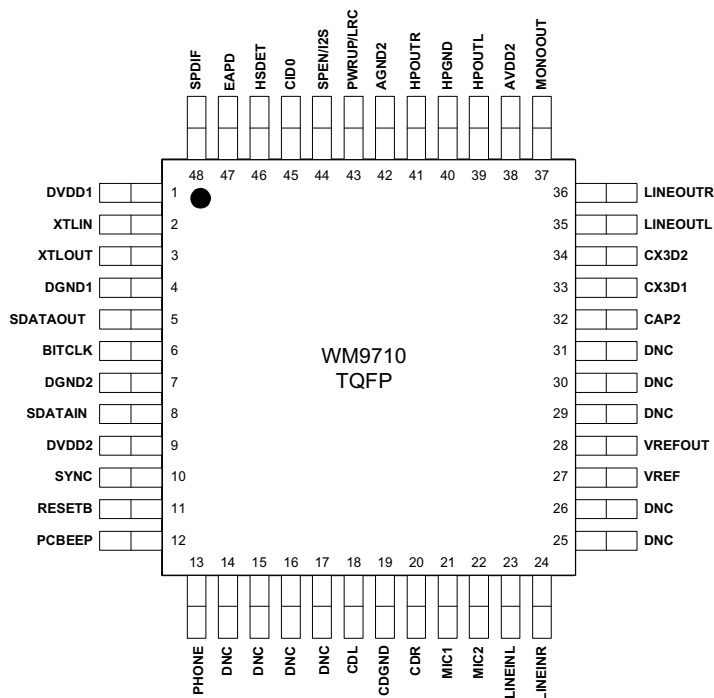 SPDIF
EAPD
HSDET
CID0
SPEN/I2S
PWRUP/LRC
AGND2
HPOUTR
HPGND
HPOUTL
AVDD2
MONOOUT
48 47 46 45 44 43 42 41 40 39 38 37
DVDD1 1
XTLIN 2
XTLOUT 3
DGND1 4
SDATAOUT 5
BITCLK 6
DGND2 7
SDATAIN 8
DVDD2 9
SYNC 10
RESETB 11
PCBEEP 12
WM9710
TQFP
36 LINEOUTR
35 LINEOUTL
34 CX3D2
33 CX3D1
32 CAP2
31 DNC
30 DNC
29 DNC
28 VREFOUT
27 VREF
26 DNC
25 DNC
13 14 15 16 17 18 19 20 21 22 23 24
PHONE
DNC
DNC
DNC
DNC
CDL
CDGND
CDR
MIC1
MIC2
LINEINL
LINEINR